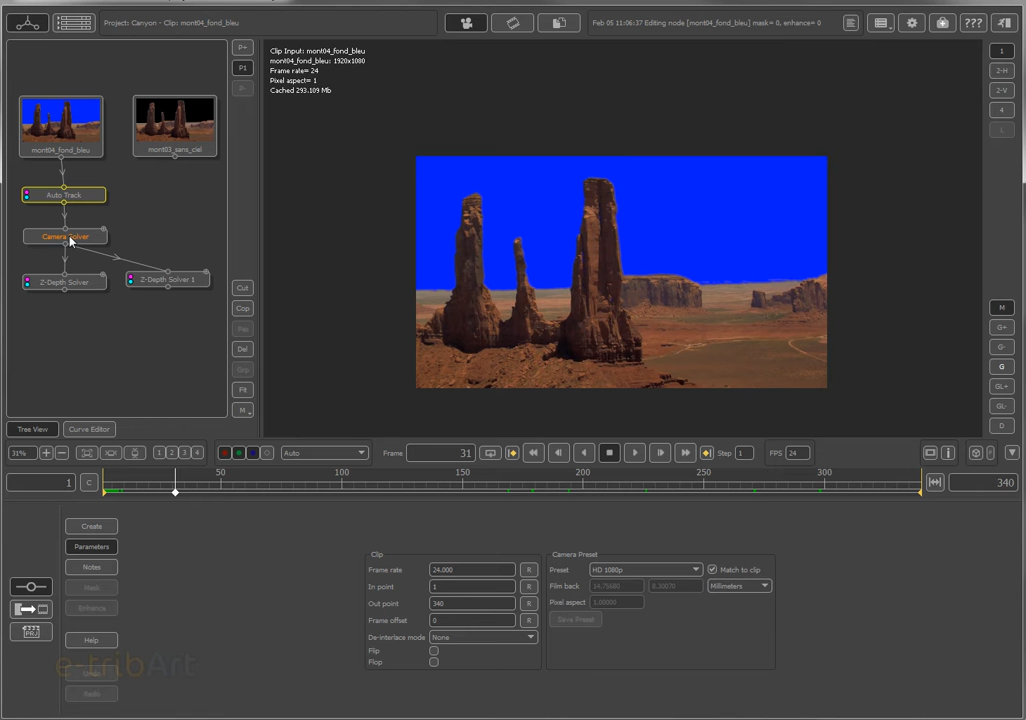 Project: Canyon - Clip: mont04_fond_bleu
Feb 05 11:06:37 Editing node [mont04_fond_bleu] mask= 0, enhance= 0
???
P+
P1
P-
Clip Input: mont04_fond_bleu
mont04_fond_bleu: 1920x1080
Frame rate= 24
Pixel aspect= 1
Cached 293.109 Mb
1
2-H
2-V
4
L
mont04_fond_bleu
mont03_sans_ciel
Auto Track
Camera Solver
Z-Depth Solver
Z-Depth Solver 1
Cut
Cop
Pas
Del
Grp
Fit
M
M
G+
G-
G
GL+
GL-
D
Tree View
Curve Editor
31%
1 2 3 4
Auto
Frame
31
Step
1
FPS
24
1
C
50
100
150
200
250
300
340
Create
Parameters
Notes
Mask
Enhance
Help
Undo
Redo
PRJ
e-tribArt
Clip
Frame rate 24.000 R
In point 1 R
Out point 340 R
Frame offset 0 R
De-interlace mode None
Flip
Flop
Camera Preset
Preset HD 1080p Match to clip
Film back 14.75680 8.30070 Millimeters
Pixel aspect 1.00000
Save Preset